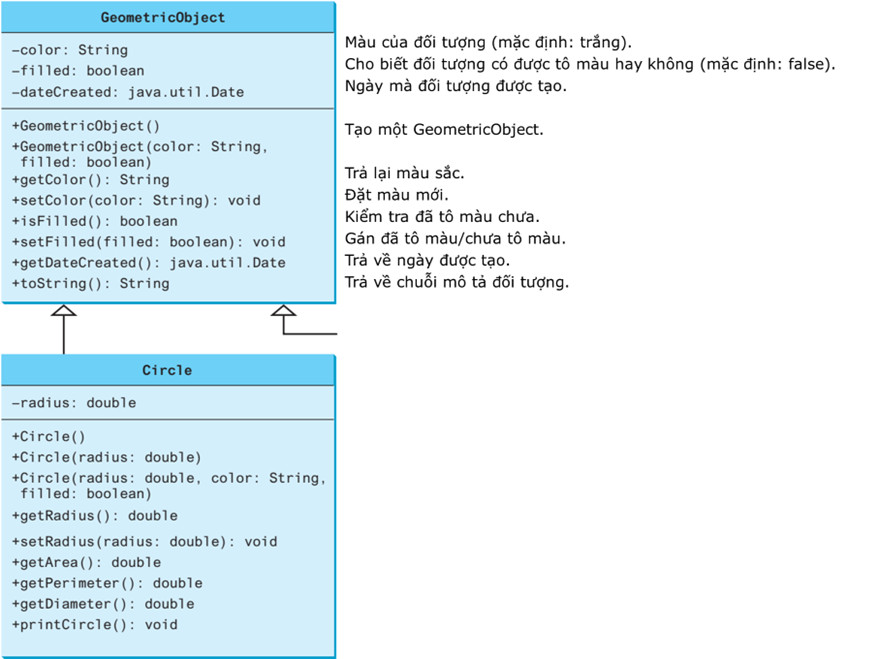 GeometricObject
-color: String
-filled: boolean
-dateCreated: java.util.Date
+GeometricObject()
+GeometricObject(color: String,
filled: boolean)
+getColor(): String
+setColor(color: String): void
+isFilled(): boolean
+setFilled(filled: boolean): void
+getDateCreated(): java.util.Date
+toString(): String
Màu của đối tượng (mặc định: trắng).
Cho biết đối tượng có được tô màu hay không (mặc định: false).
Ngày mà đối tượng được tạo.
Tạo một GeometricObject.
Trả lại màu sắc.
Đặt màu mới.
Kiểm tra đã tô màu chưa.
Gán đã tô màu/chưa tô màu.
Trả về ngày được tạo.
Trả về chuỗi mô tả đối tượng.
Circle
-radius: double
+Circle()
+Circle(radius: double)
+Circle(radius: double, color: String,
filled: boolean)
+getRadius(): double
+setRadius(radius: double): void
+getArea(): double
+getPerimeter(): double
+getDiameter(): double
+printCircle(): void